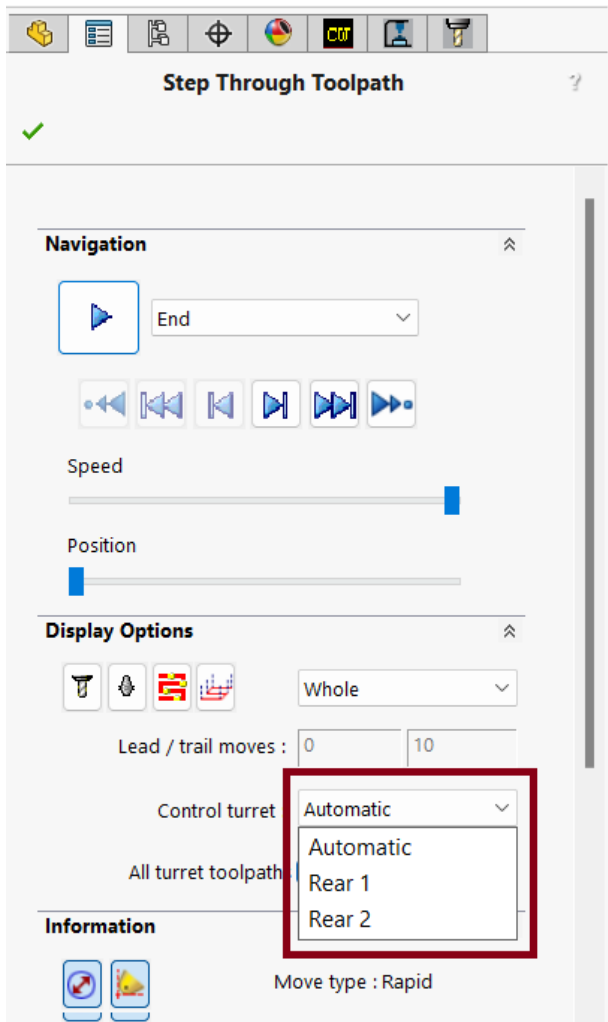 CW
Step Through Toolpath
?
Navigation
End
Speed
Position
Display Options
Whole
Lead / trail moves : 0 10
Control turret Automatic
Automatic
All turret toolpath
Rear 1
Rear 2
Information
Move type : Rapid